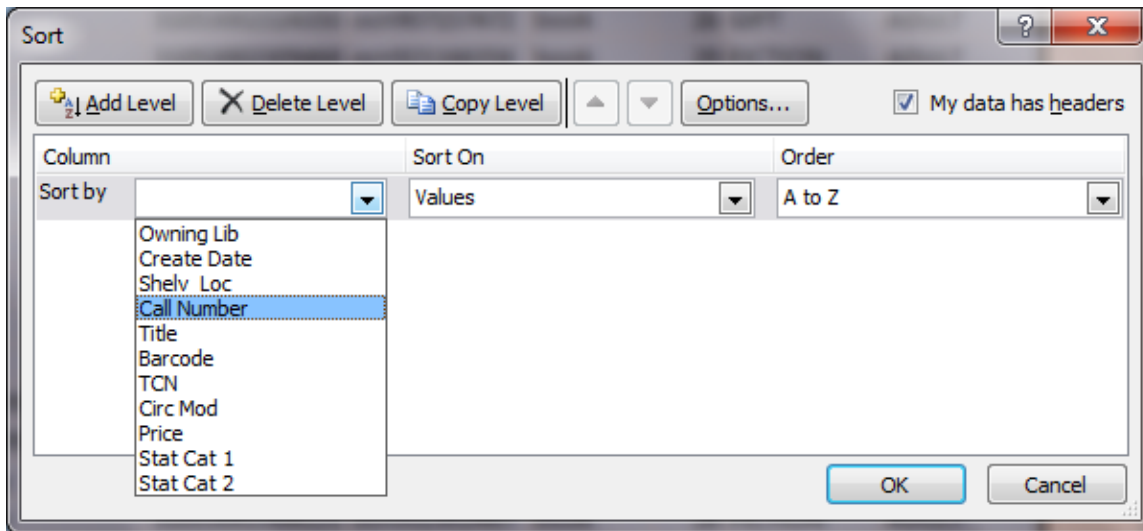 Sort
Add Level Delete Level Copy Level Options... My data has headers
Column Sort On Order
Sort by Values A to Z
Owning Lib
Create Date
Shelv Loc
Call Number
Title
Barcode
TCN
Circ Mod
Price
Stat Cat 1
Stat Cat 2
OK Cancel